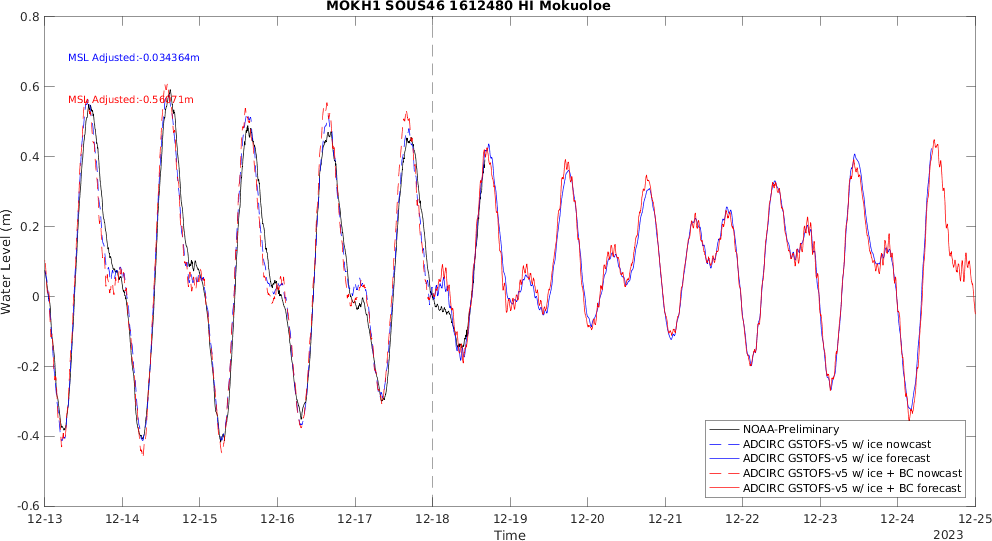 MOKH1 SOUS46 1612480 HI Mokuoloe
MSL Adjusted:-0.034364m
Water Level (m)
0.8
0.6
0.4
0.2
0
-0.2
-0.4
-0.6
NOAA-Preliminary
ADCIRC GSTOFS-v5 w/ ice nowcast
ADCIRC GSTOFS-v5 w/ ice forecast
ADCIRC GSTOFS-v5 w/ ice + BC nowcast
ADCIRC GSTOFS-v5 w/ ice + BC forecast
12-13 12-14 12-15 12-16 12-17 12-18 12-19 12-20 12-21 12-22 12-23 12-24 12-25
Time
2023